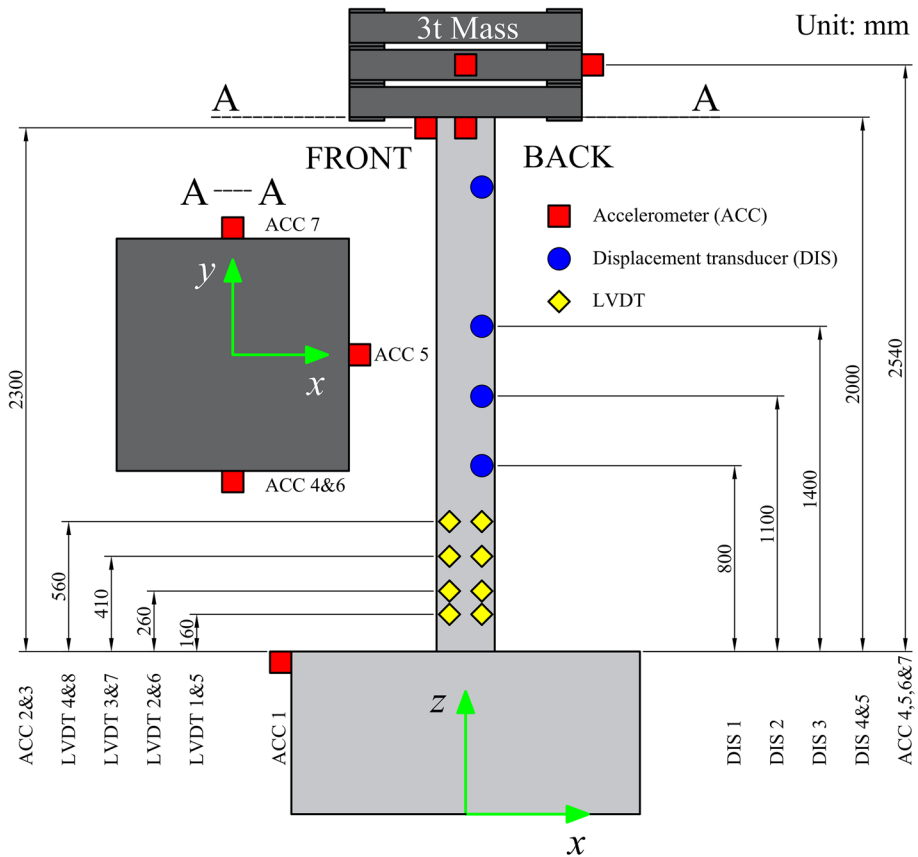 3t Mass
Unit: mm
A
A
FRONT
BACK
A
A
ACC 7
Accelerometer (ACC)
Displacement transducer (DIS)
LVDT
y
x
ACC 5
ACC 4&6
2300
560
410
260
160
800
1100
1400
2000
2540
ACC 2&3
LVDT 4&8
LVDT 3&7
LVDT 2&6
LVDT 1&5
ACC 1
z
x
DIS 1
DIS 2
DIS 3
DIS 4&5
ACC 4,5,6&7